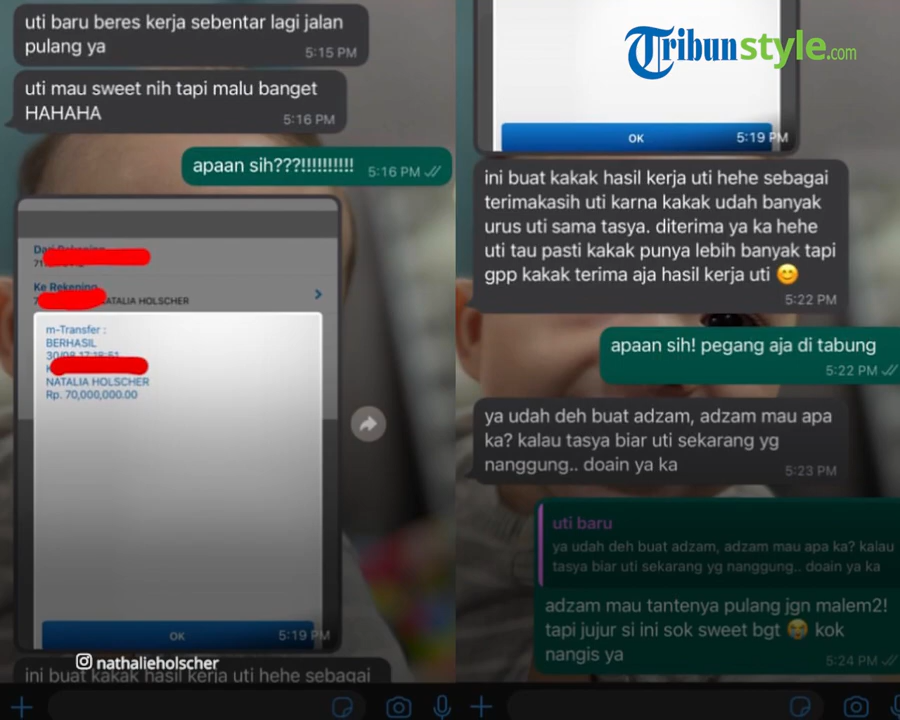 uti baru beres kerja sebentar lagi jalan
pulang ya
5:15 PM
uti mau sweet nih tapi malu banget
HAHAHA
5:16 PM
apaan sih???!!!!!!!!!!
5:16 PM
Ke Rekening
NATALIA HOLSCHER
m-Transfer :
BERHASIL
NATALIA HOLSCHER
Rp. 70,000,000.00
OK
5:19 PM
nathalieholscher
ini buat kakak hasil kerja uti hehe sebagai
Tribunstyle.com
OK
5:19 PM
ini buat kakak hasil kerja uti hehe sebagai
terimakasih uti karna kakak udah banyak
urus uti sama tasya. diterima ya ka hehe
uti tau pasti kakak punya lebih banyak tapi
gpp kakak terima aja hasil kerja uti 😊
5:22 PM
apaan sih! pegang aja di tabung
5:22 PM
ya udah deh buat adzam, adzam mau apa
ka? kalau tasya biar uti sekarang yg
nanggung.. doain ya ka
5:23 PM
uti baru
ya udah deh buat adzam, adzam mau apa ka? kalau
tasya biar uti sekarang yg nanggung.. doain ya ka
adzam mau tantenya pulang jgn malem2!
tapi jujur si ini sok sweet bgt 😭 kok
nangis ya
5:24 PM